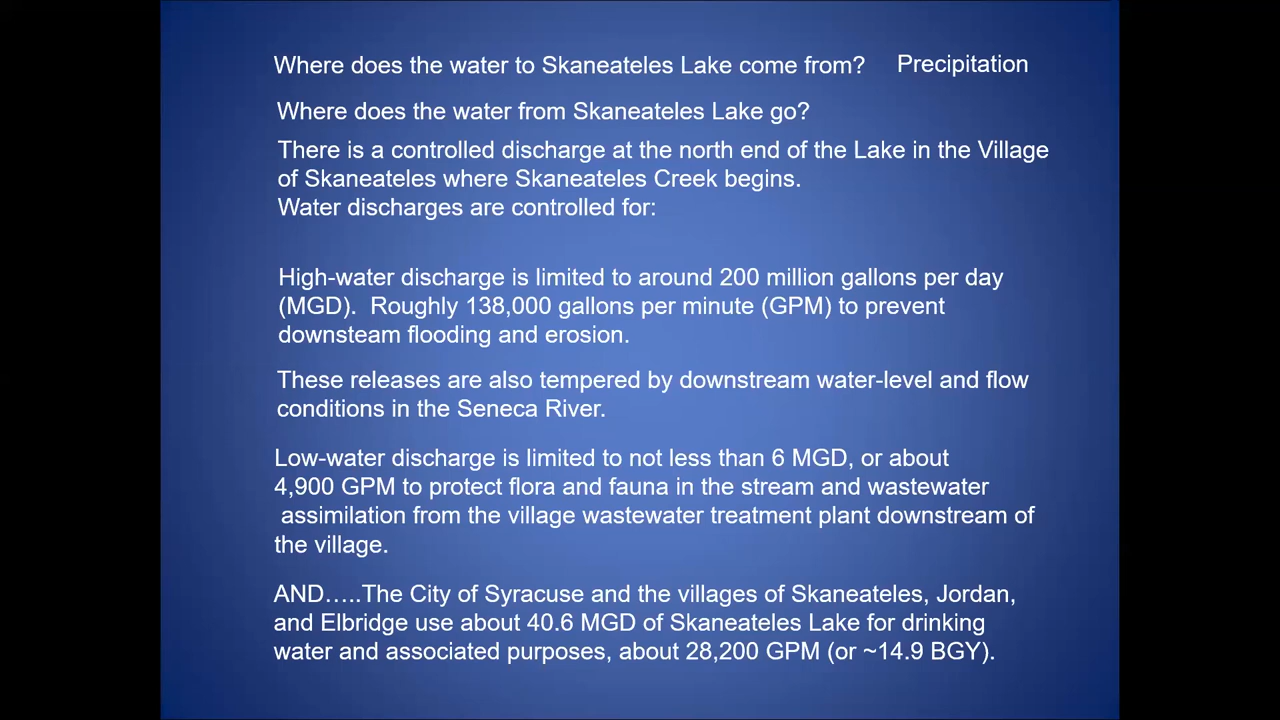 Where does the water to Skaneateles Lake come from? Precipitation
Where does the water from Skaneateles Lake go?
There is a controlled discharge at the north end of the Lake in the Village
of Skaneateles where Skaneateles Creek begins.
Water discharges are controlled for:
High-water discharge is limited to around 200 million gallons per day
(MGD).  Roughly 138,000 gallons per minute (GPM) to prevent
downsteam flooding and erosion.
These releases are also tempered by downstream water-level and flow
conditions in the Seneca River.
Low-water discharge is limited to not less than 6 MGD, or about
4,900 GPM to protect flora and fauna in the stream and wastewater
assimilation from the village wastewater treatment plant downstream of
the village.
AND…..The City of Syracuse and the villages of Skaneateles, Jordan,
and Elbridge use about 40.6 MGD of Skaneateles Lake for drinking
water and associated purposes, about 28,200 GPM (or ~14.9 BGY).